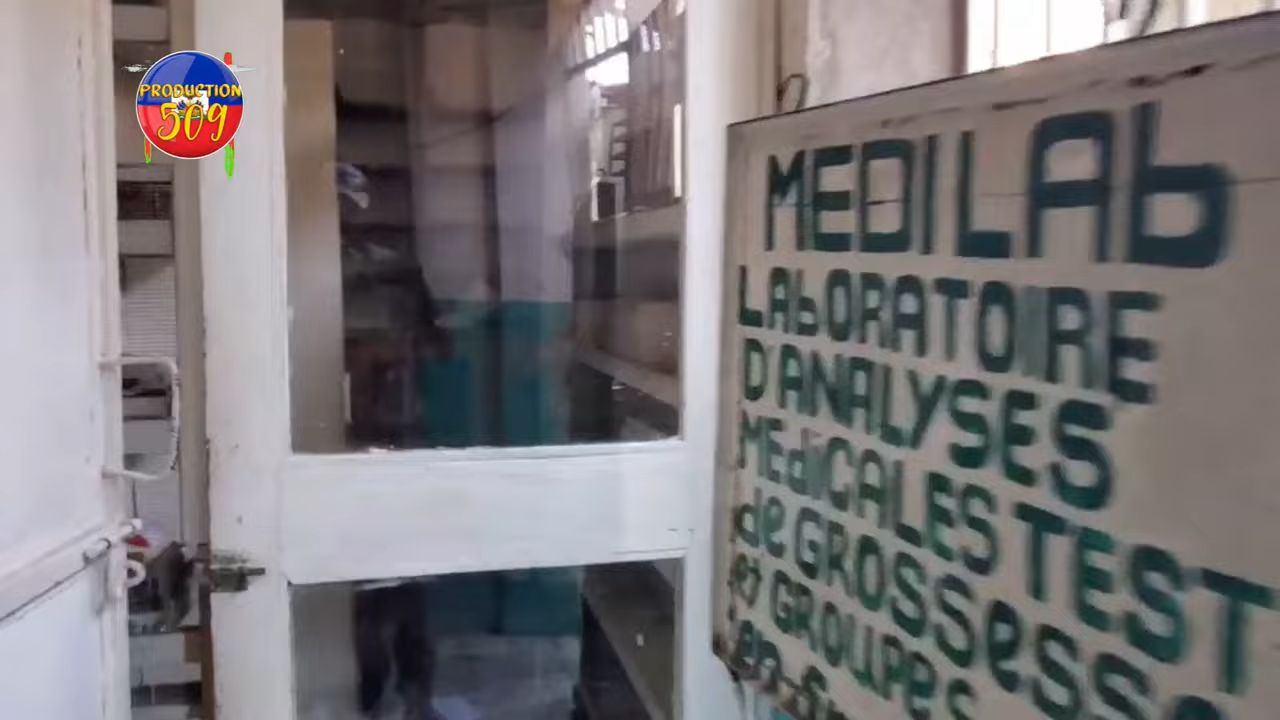 PRODUCTION
509
MEDILAb
LAbORATOIRE
D'ANALYSES
MEdiCALES TEST
de GROSSeSSe
eT GROUPeS